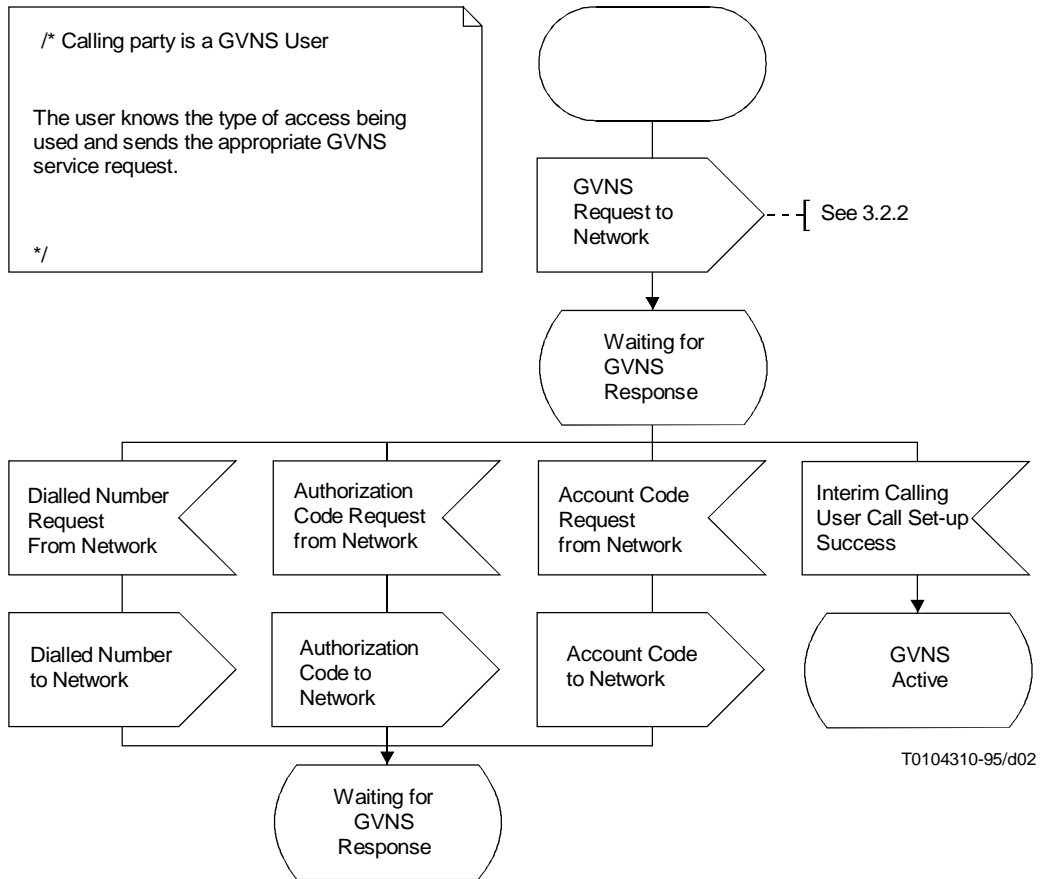 /* Calling party is a GVNS User
The user knows the type of access being
used and sends the appropriate GVNS
service request.
*/
GVNS
Request to
Network
See 3.2.2
Waiting for
GVNS
Response
Dialled Number
Request
From Network
Authorization
Code Request
from Network
Account Code
Request
from Network
Interim Calling
User Call Set-up
Success
Dialled Number
to Network
Authorization
Code to
Network
Account Code
to Network
GVNS
Active
T0104310-95/d02
Waiting for
GVNS
Response